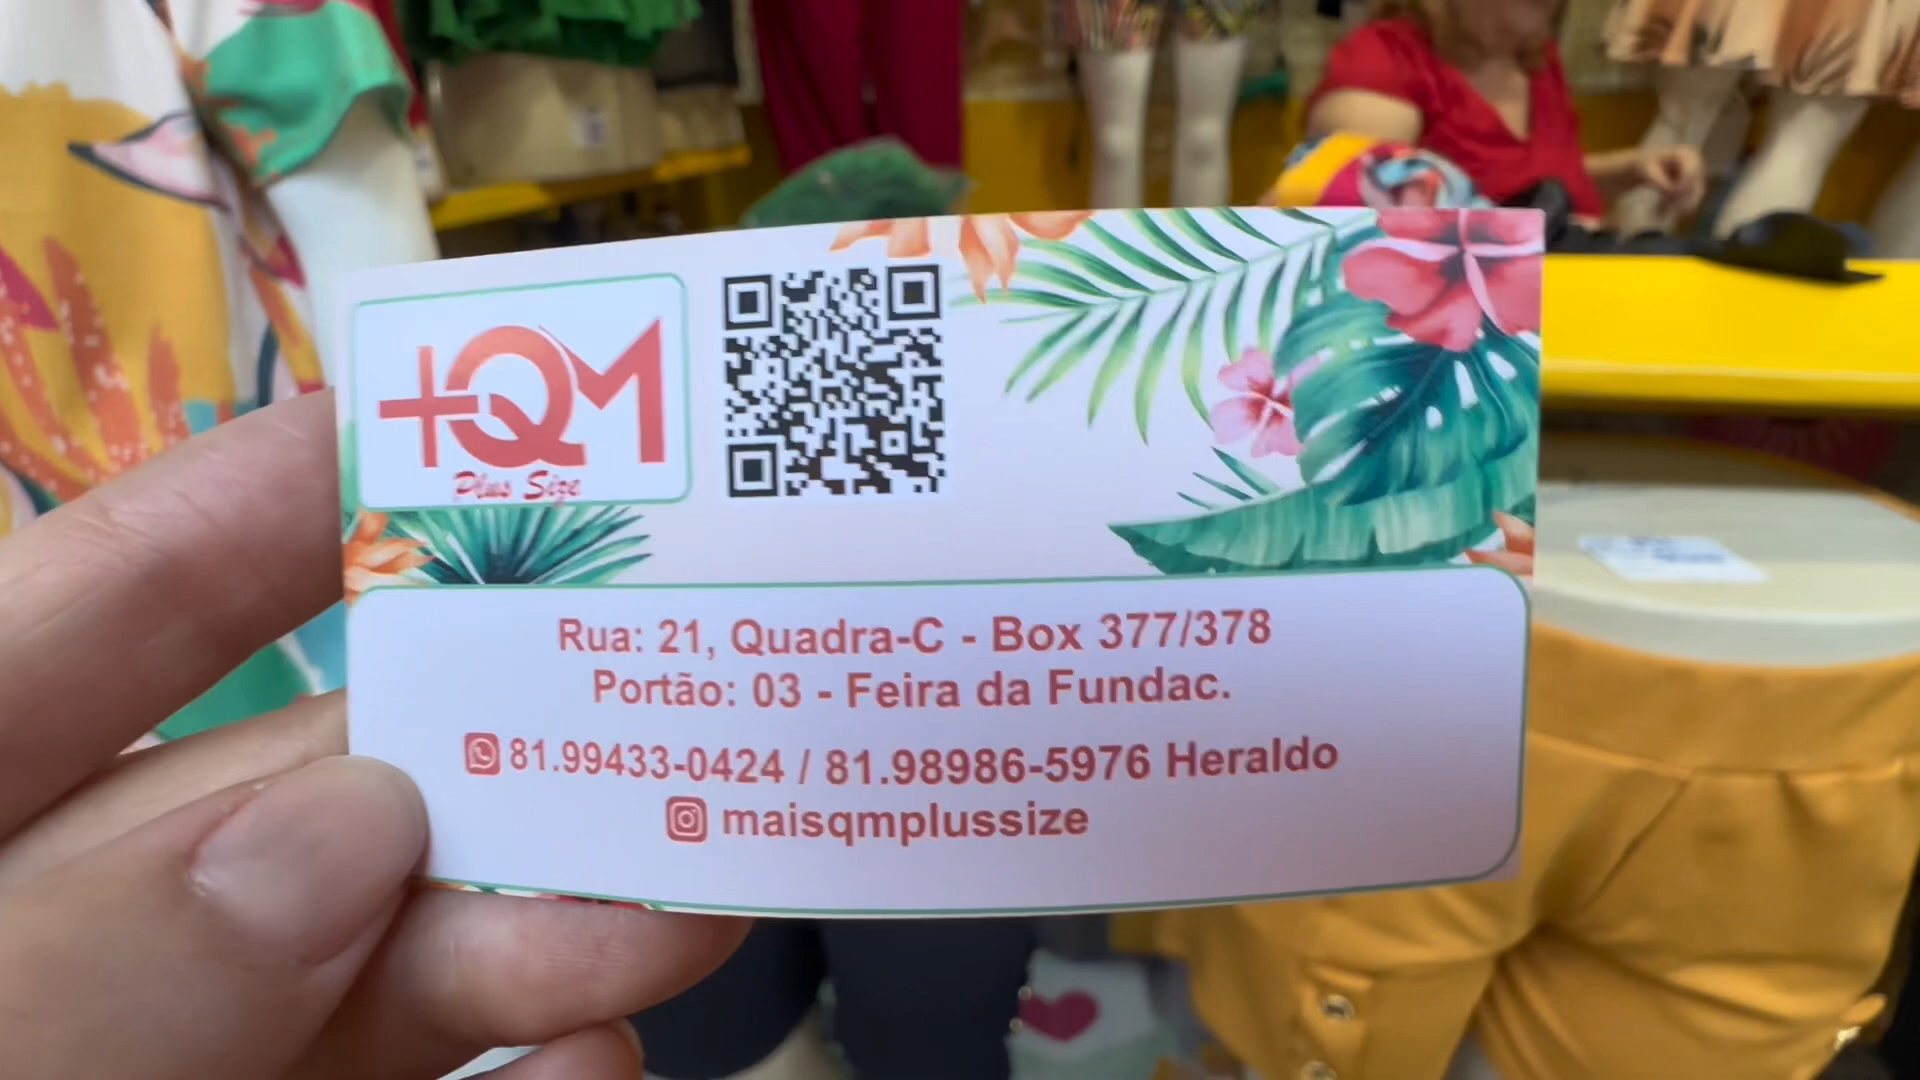 +QM
Plus Size
Rua: 21, Quadra-C - Box 377/378
Portão: 03 - Feira da Fundac.
81.99433-0424 / 81.98986-5976 Heraldo
maisqmplussize